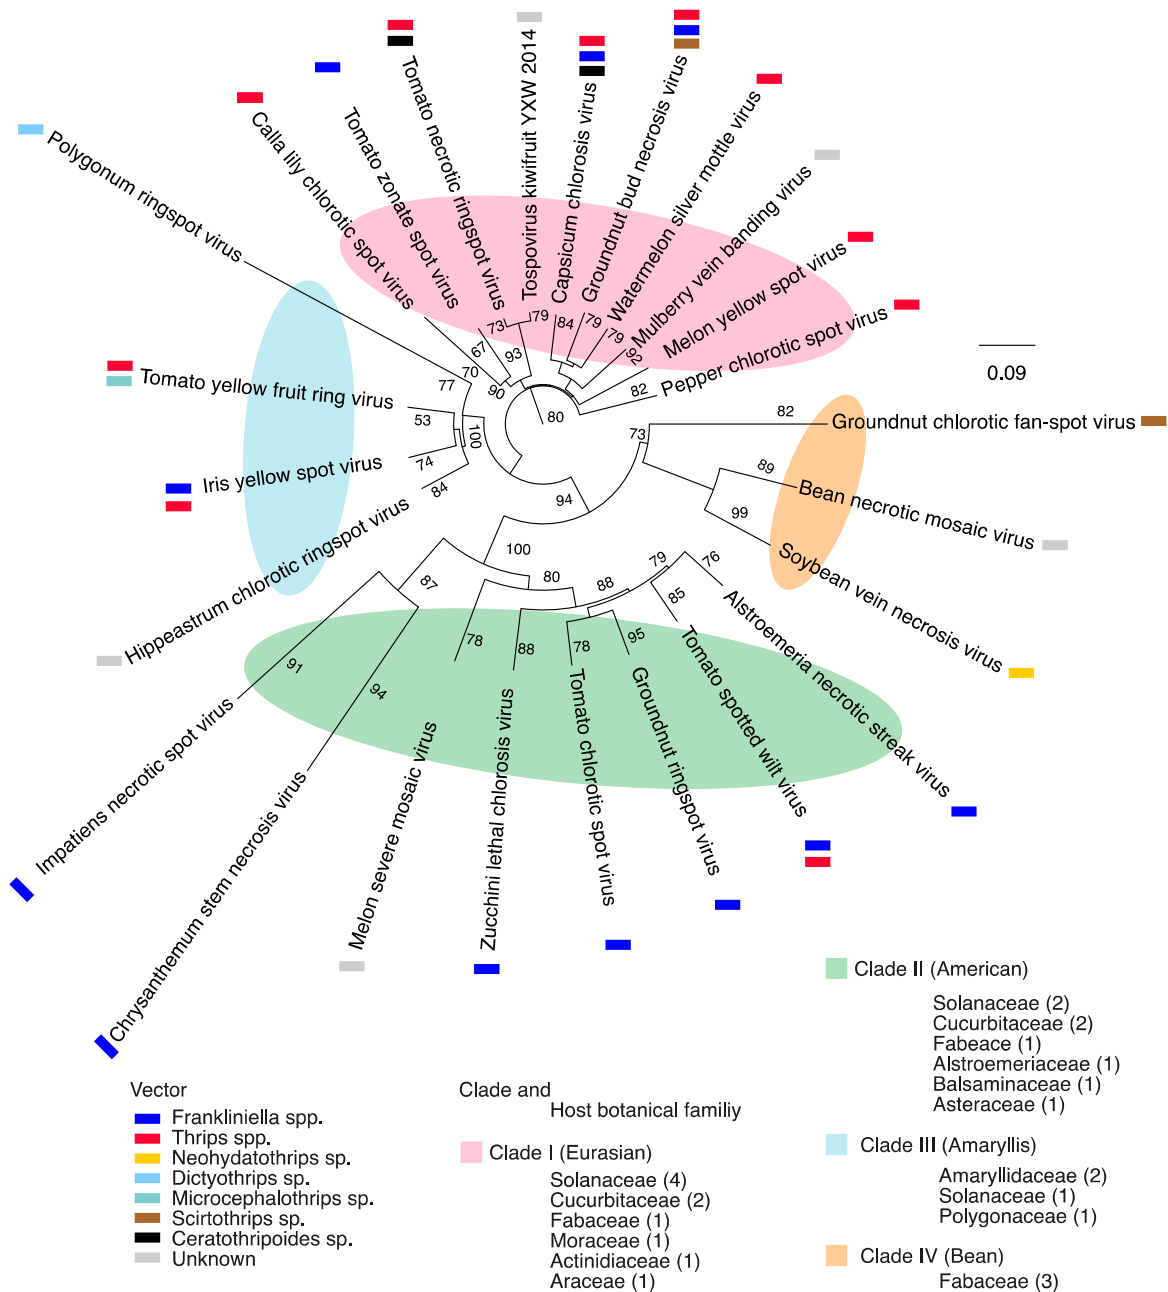 Tospovirus kiwifruit YXW 2014
Tomato necrotic ringspot virus
Capsicum chlorosis virus
Groundnut bud necrosis virus
Watermelon silver mottle virus
Tomato zonate spot virus
Calla lily chlorotic spot virus
Mulberry vein banding virus
Polygonum ringspot virus
Melon yellow spot virus
Pepper chlorotic spot virus
73
79
84
79
79
92
67
93
70
77
90
82
80
0.09
Tomato yellow fruit ring virus
53
100
82
Groundnut chlorotic fan-spot virus
73
Iris yellow spot virus
74
84
89
Bean necrotic mosaic virus
94
99
Hippeastrum chlorotic ringspot virus
Soybean vein necrosis virus
100
87
80
88
79
76
85
Alstroemeria necrotic streak virus
Tomato spotted wilt virus
91
94
78
88
78
95
Impatiens necrotic spot virus
Chrysanthemum stem necrosis virus
Melon severe mosaic virus
Zucchini lethal chlorosis virus
Tomato chlorotic spot virus
Groundnut ringspot virus
Vector
Frankliniella spp.
Thrips spp.
Neohydatothrips sp.
Dictyothrips sp.
Microcephalothrips sp.
Scirtothrips sp.
Ceratothripoides sp.
Unknown
Clade and
Host botanical familiy
Clade I (Eurasian)
Solanaceae (4)
Cucurbitaceae (2)
Fabaceae (1)
Moraceae (1)
Actinidiaceae (1)
Araceae (1)
Clade II (American)
Solanaceae (2)
Cucurbitaceae (2)
Fabeace (1)
Alstroemeriaceae (1)
Balsaminaceae (1)
Asteraceae (1)
Clade III (Amaryllis)
Amaryllidaceae (2)
Solanaceae (1)
Polygonaceae (1)
Clade IV (Bean)
Fabaceae (3)